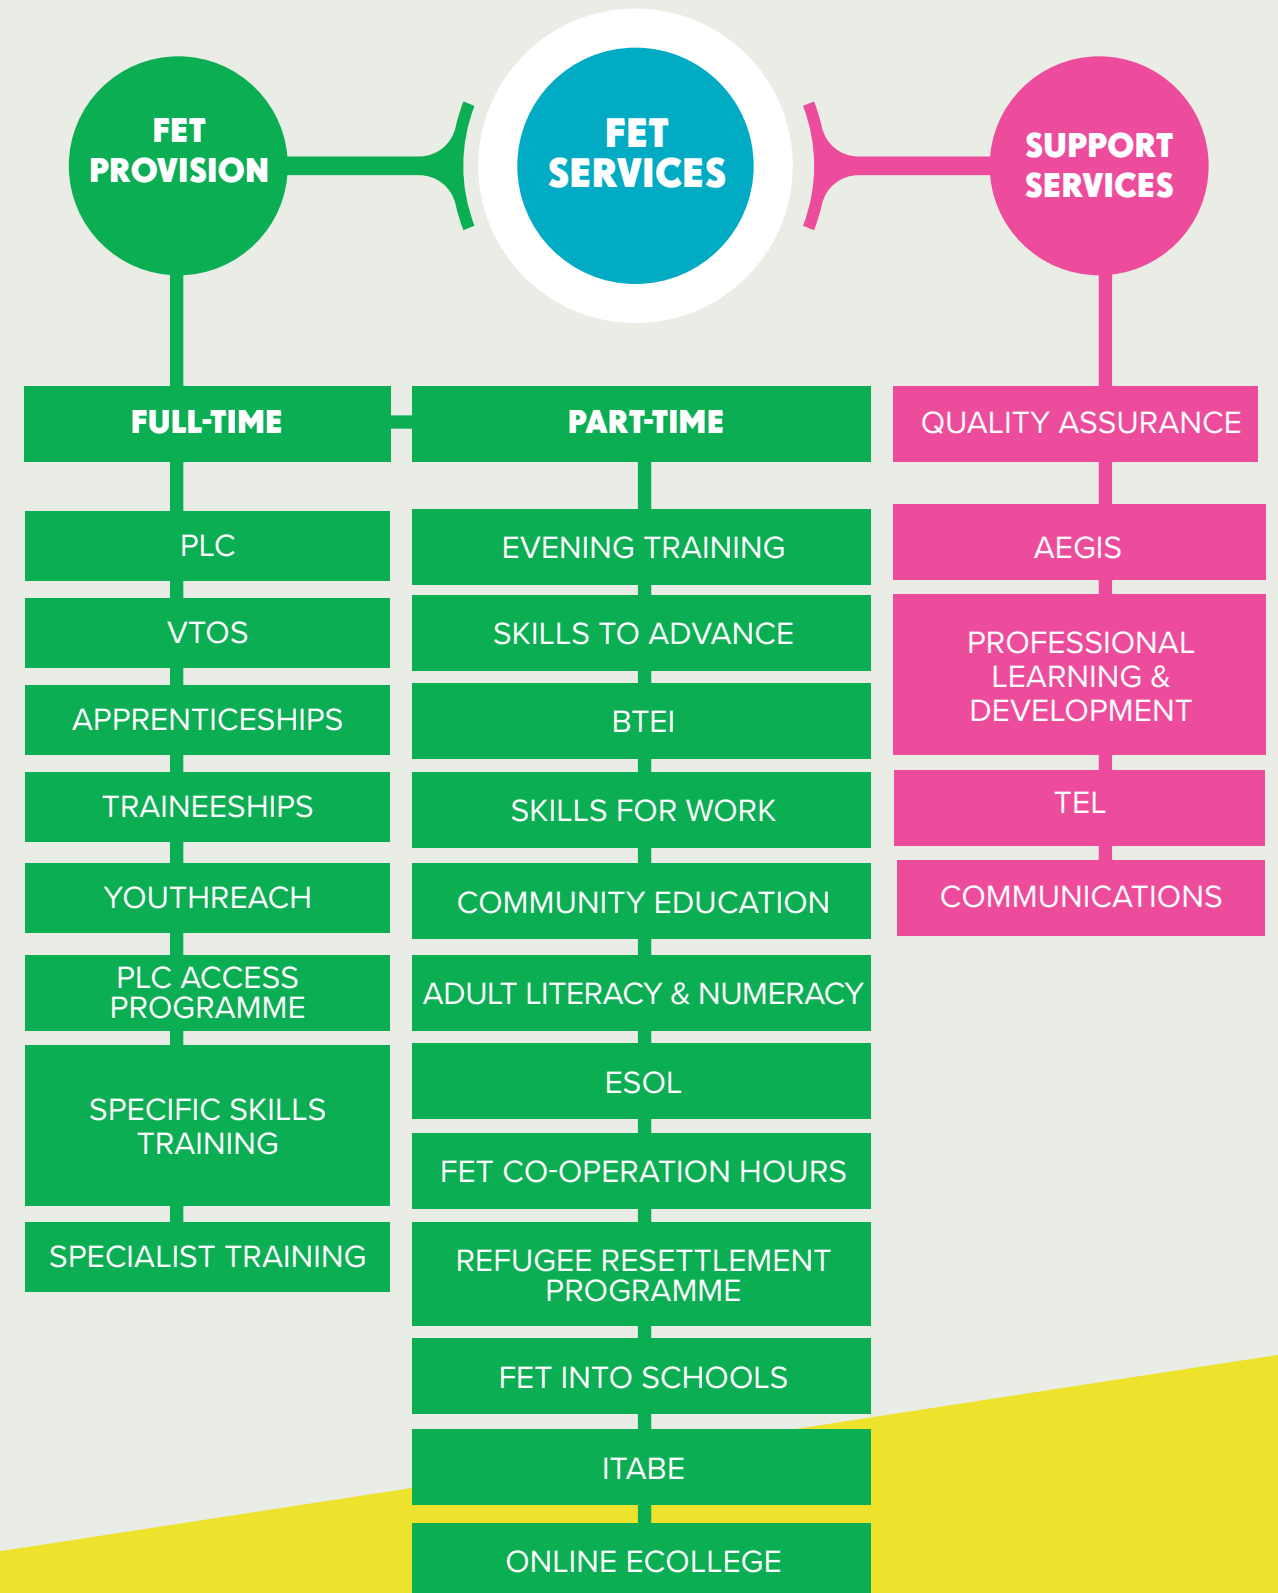 FET
PROVISION
FET
SERVICES
SUPPORT
SERVICES
FULL-TIME
PLC
VTOS
APPRENTICESHIPS
TRAINEESHIPS
YOUTHREACH
PLC ACCESS
PROGRAMME
SPECIFIC SKILLS
TRAINING
SPECIALIST TRAINING
PART-TIME
EVENING TRAINING
SKILLS TO ADVANCE
BTEI
SKILLS FOR WORK
COMMUNITY EDUCATION
ADULT LITERACY & NUMERACY
ESOL
FET CO-OPERATION HOURS
REFUGEE RESETTLEMENT
PROGRAMME
FET INTO SCHOOLS
ITABE
ONLINE ECOLLEGE
QUALITY ASSURANCE
AEGIS
PROFESSIONAL
LEARNING &
DEVELOPMENT
TEL
COMMUNICATIONS